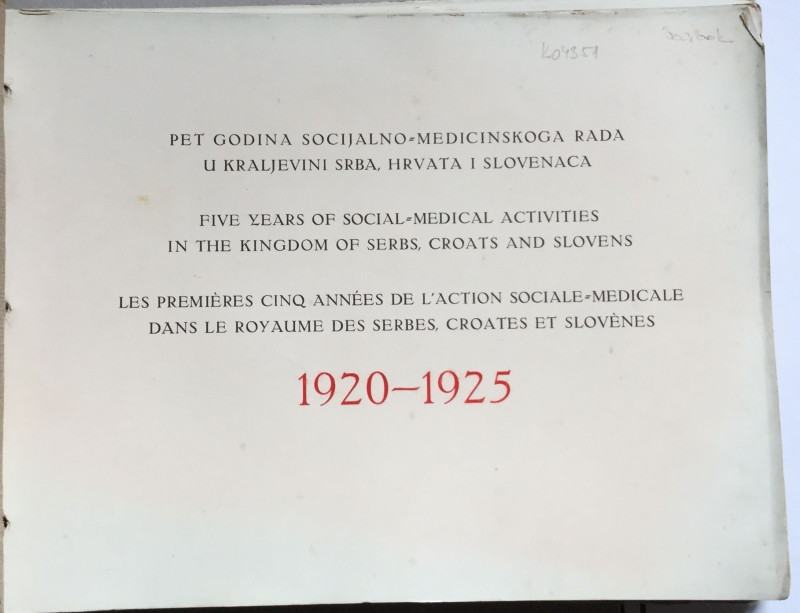 K04351
PET GODINA SOCIJALNO=MEDICINSKOGA RADA
U KRALJEVINI SRBA, HRVATA I SLOVENACA
FIVE YEARS OF SOCIAL=MEDICAL ACTIVITIES
IN THE KINGDOM OF SERBS, CROATS AND SLOVENS
LES PREMIÈRES CINQ ANNÉES DE L'ACTION SOCIALE=MEDICALE
DANS LE ROYAUME DES SERBES, CROATES ET SLOVÈNES
1920–1925